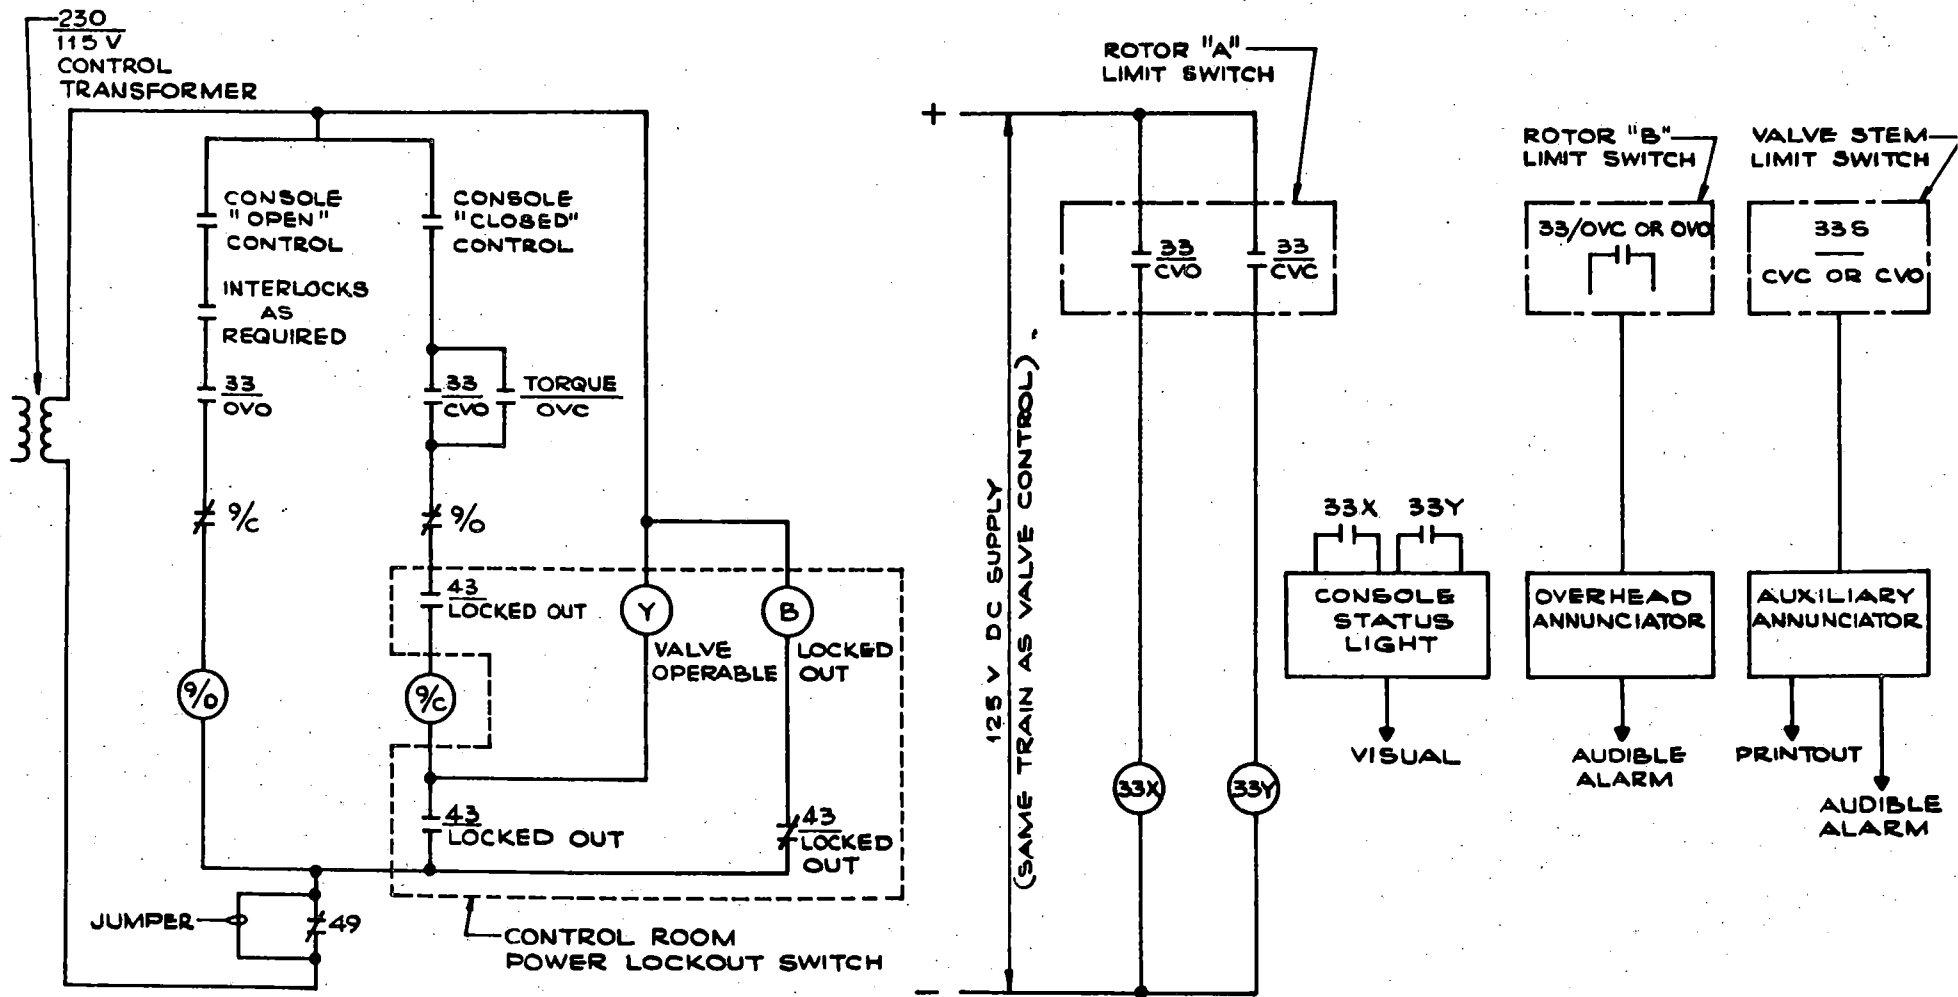 230
115 V
CONTROL
TRANSFORMER
CONSOLE
"OPEN"
CONTROL
INTERLOCKS
AS
REQUIRED
33
OVO
9/C
9/O
CONSOLE
"CLOSED"
CONTROL
33
CVO
TORQUE
OVC
9/O
43
LOCKED OUT
9/C
43
LOCKED OUT
Y
VALVE
OPERABLE
B
LOCKED
OUT
43
LOCKED
OUT
JUMPER
49
CONTROL ROOM
POWER LOCKOUT SWITCH
ROTOR "A"
LIMIT SWITCH
+
33
CVO
33
CVC
125 V DC SUPPLY
(SAME TRAIN AS VALVE CONTROL)
33X
33Y
-
33X 33Y
CONSOLE
STATUS
LIGHT
VISUAL
ROTOR "B"
LIMIT SWITCH
33/OVC OR OVO
OVERHEAD
ANNUNCIATOR
AUDIBLE
ALARM
VALVE STEM
LIMIT SWITCH
33S
CVC OR CVO
AUXILIARY
ANNUNCIATOR
PRINTOUT
AUDIBLE
ALARM